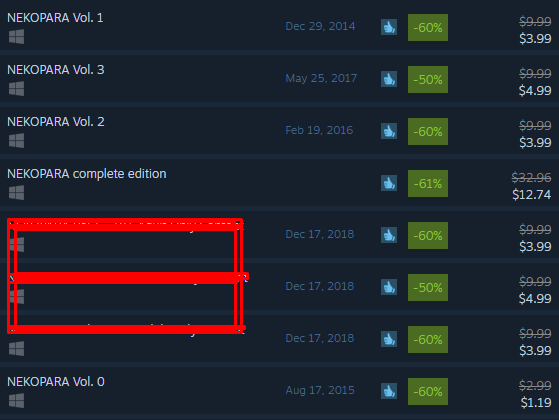 NEKOPARA Vol. 1
Dec 29, 2014
-60%
$9.99
$3.99
NEKOPARA Vol. 3
May 25, 2017
-50%
$9.99
$4.99
NEKOPARA Vol. 2
Feb 19, 2016
-60%
$9.99
$3.99
NEKOPARA complete edition
-61%
$32.96
$12.74
Dec 17, 2018
-60%
$9.99
$3.99
Dec 17, 2018
-50%
$9.99
$4.99
Dec 17, 2018
-60%
$9.99
$3.99
NEKOPARA Vol. 0
Aug 17, 2015
-60%
$2.99
$1.19